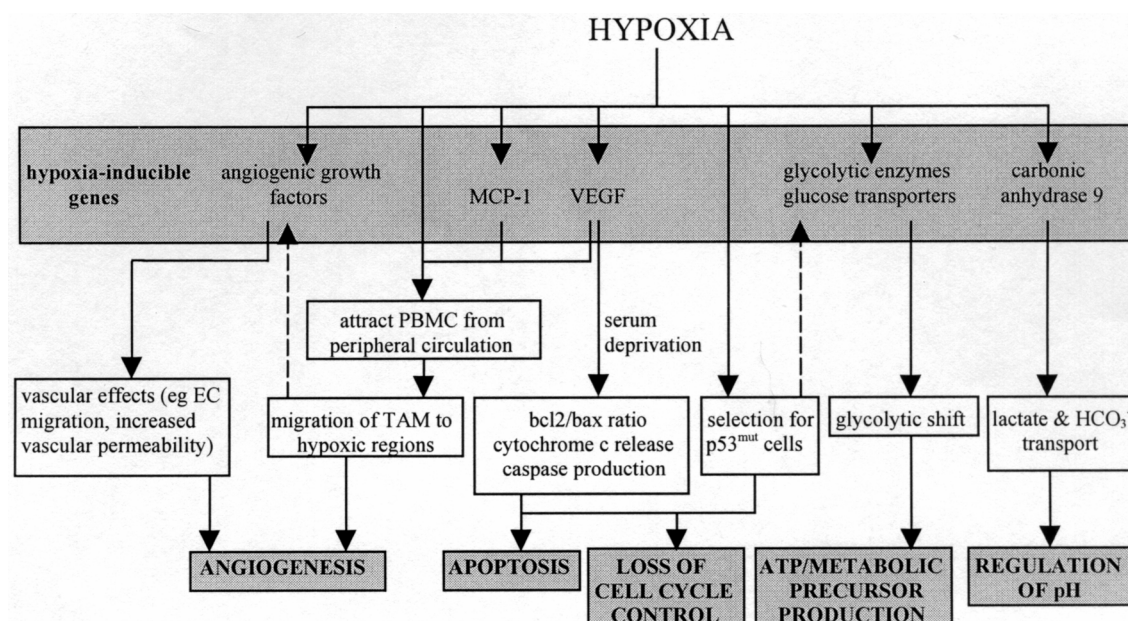 HYPOXIA
hypoxia-inducible
genes
angiogenic growth
factors
MCP-1
VEGF
glycolytic enzymes
glucose transporters
carbonic
anhydrase 9
attract PBMC from
peripheral circulation
serum
deprivation
vascular effects (eg EC
migration, increased
vascular permeability)
migration of TAM to
hypoxic regions
bcl2/bax ratio
cytochrome c release
caspase production
selection for
p53mut cells
glycolytic shift
lactate & HCO3-
transport
ANGIOGENESIS
APOPTOSIS
LOSS OF
CELL CYCLE
CONTROL
ATP/METABOLIC
PRECURSOR
PRODUCTION
REGULATION
OF pH